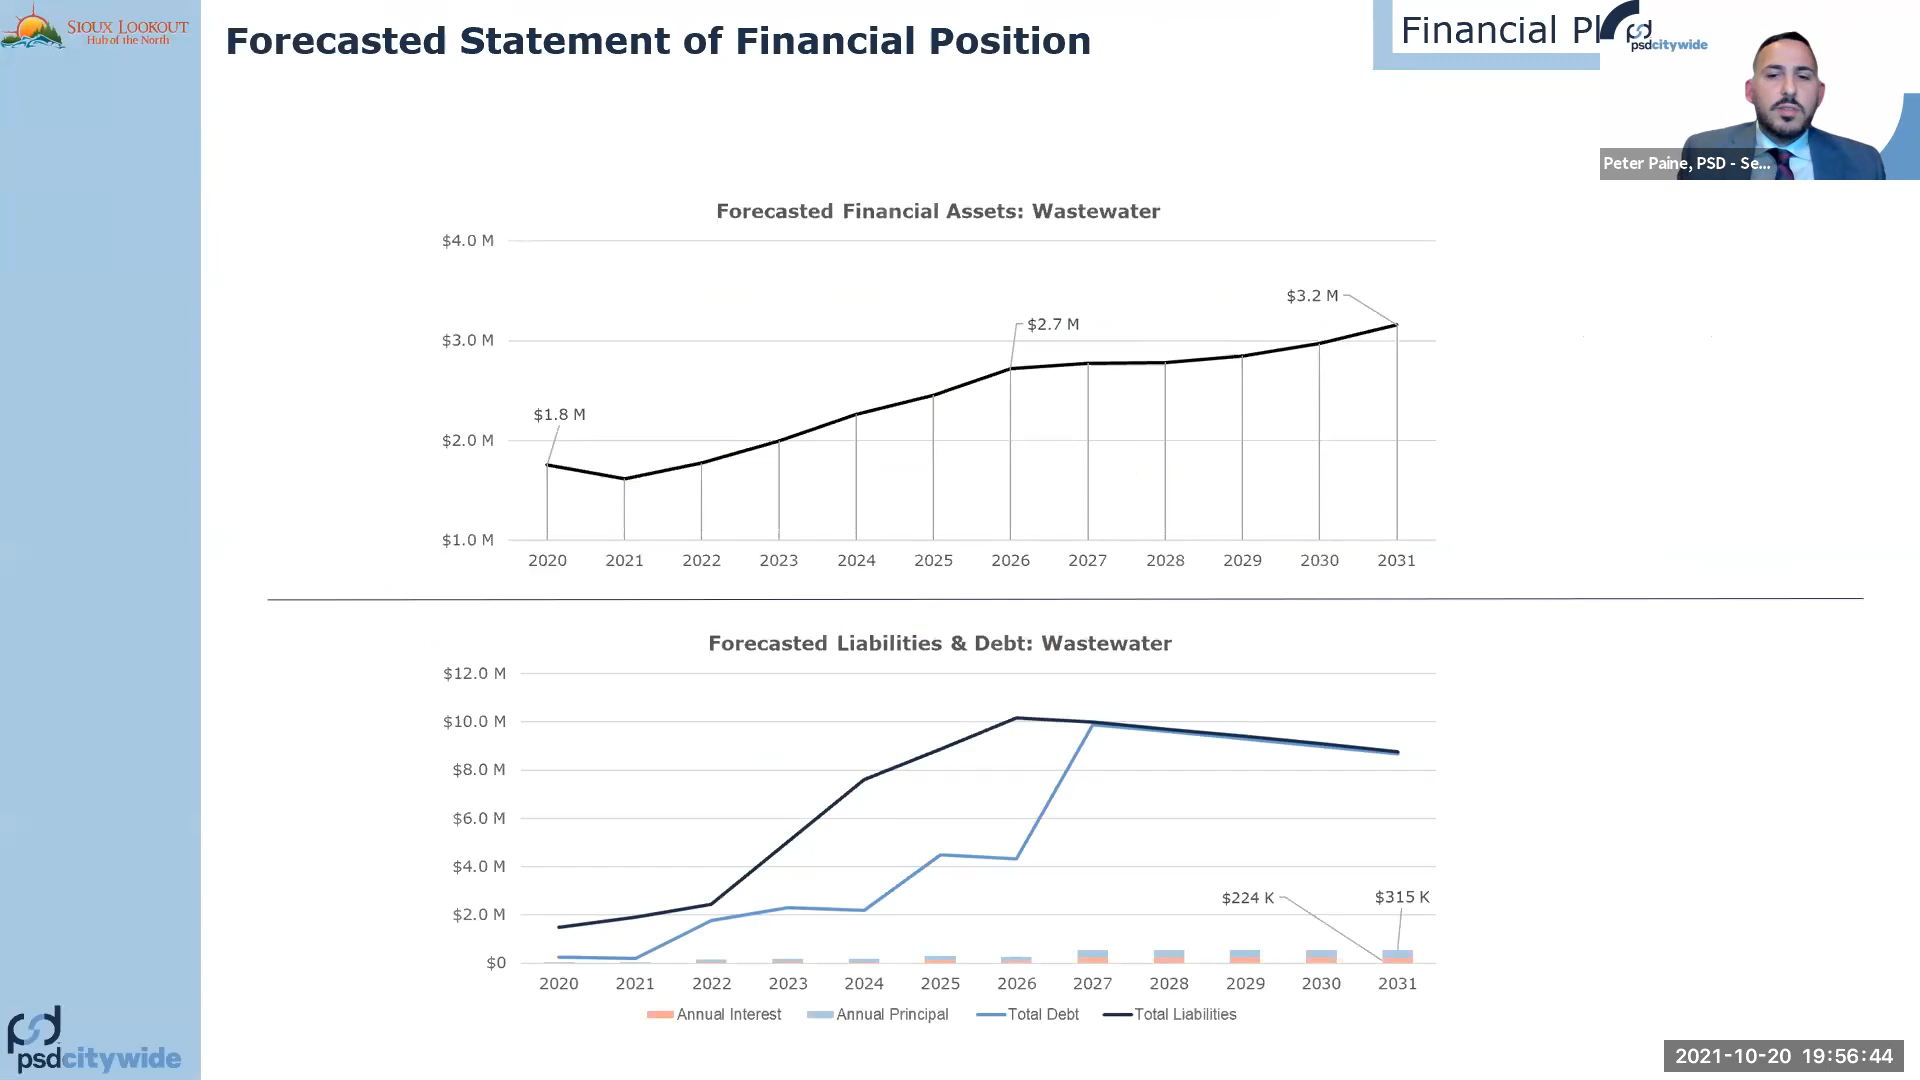 SIOUX LOOKOUT
Hub of the North
Forecasted Statement of Financial Position
Financial Pl
psdcitywide
Peter Paine, PSD - Se...
Forecasted Financial Assets: Wastewater
$4.0 M
$3.0 M
$2.0 M
$1.0 M
$1.8 M
$2.7 M
$3.2 M
2020 2021 2022 2023 2024 2025 2026 2027 2028 2029 2030 2031
Forecasted Liabilities & Debt: Wastewater
$12.0 M
$10.0 M
$8.0 M
$6.0 M
$4.0 M
$2.0 M
$0
$224 K
$315 K
2020 2021 2022 2023 2024 2025 2026 2027 2028 2029 2030 2031
Annual Interest Annual Principal Total Debt Total Liabilities
psdcitywide
2021-10-20 19:56:44